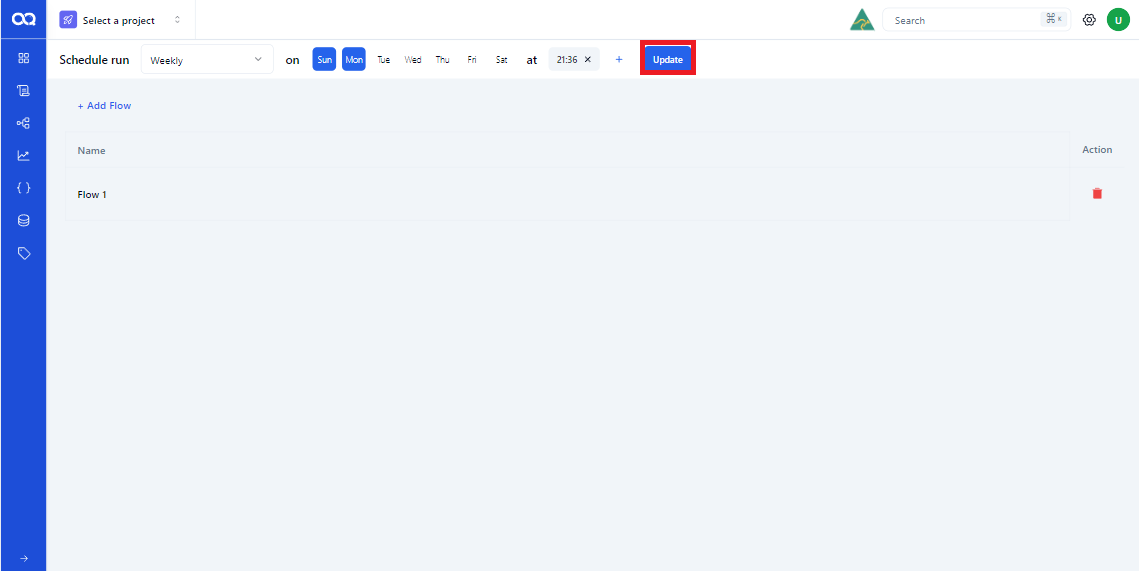 Select a project
Search
⌘ K
U
Schedule run
Weekly
on
Sun Mon Tue Wed Thu Fri Sat
at
21:36 ×
+
Update
+ Add Flow
Name
Action
Flow 1